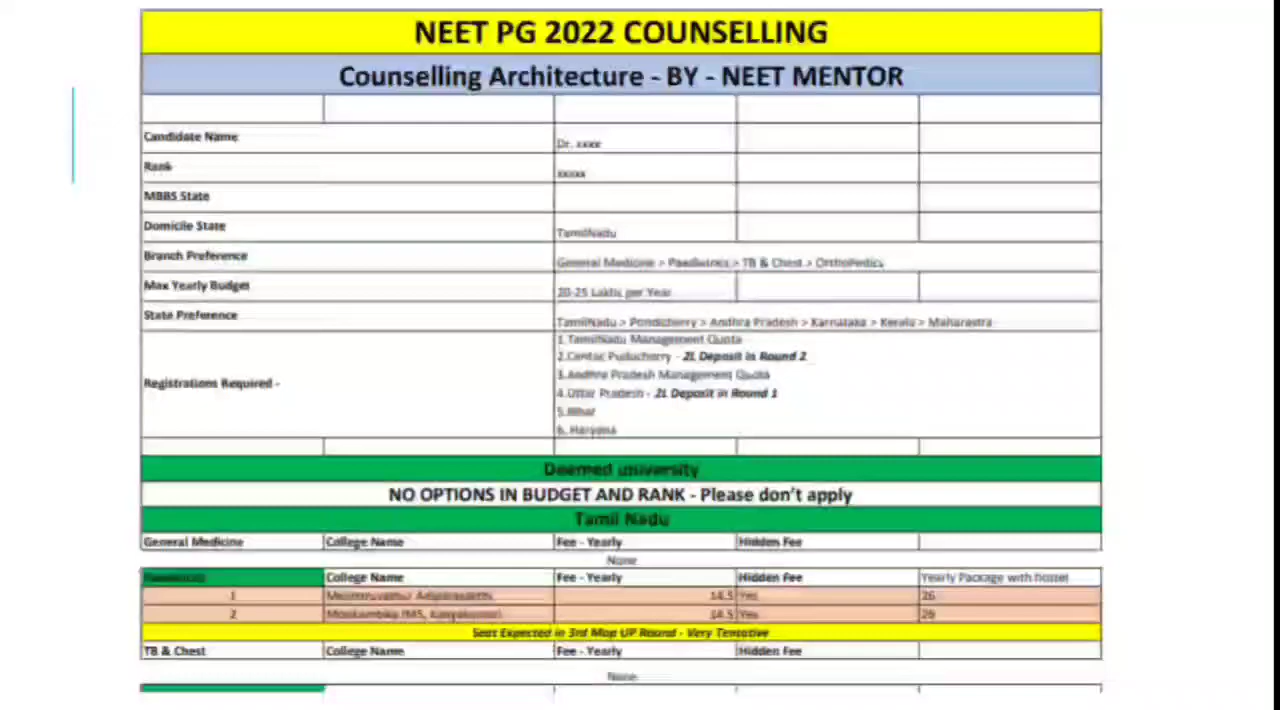 NEET PG 2022 COUNSELLING
Counselling Architecture - BY - NEET MENTOR
Candidate Name Dr. xxxx
Rank xxxxx
MBBS State
Domicile State TamilNadu
Branch Preference General Medicine > Paediatrics > TB & Chest > OrthoPedics
Max Yearly Budget 20-25 Lakhs per Year
State Preference TamilNadu > Pondicherry > Andhra Pradesh > Karnataka > Kerala > Maharastra
Registrations Required -
1.TamilNadu Management Quota
2.Centac Puducherry - 2L Deposit in Round 2
3.Andhra Pradesh Management Quota
4.Uttar Pradesh - 2L Deposit in Round 1
5.Bihar
6. Haryana
Deemed university
NO OPTIONS IN BUDGET AND RANK - Please don't apply
Tamil Nadu
General Medicine College Name Fee - Yearly Hidden Fee
None
College Name Fee - Yearly Hidden Fee Yearly Package with hostel
1 14.5 Yes 26
2 Mookambika IMS, Kanyakumari 14.5 Yes
Seat Expected in 3rd Mop UP Round - Very Tentative
TB & Chest College Name Fee - Yearly Hidden Fee
None